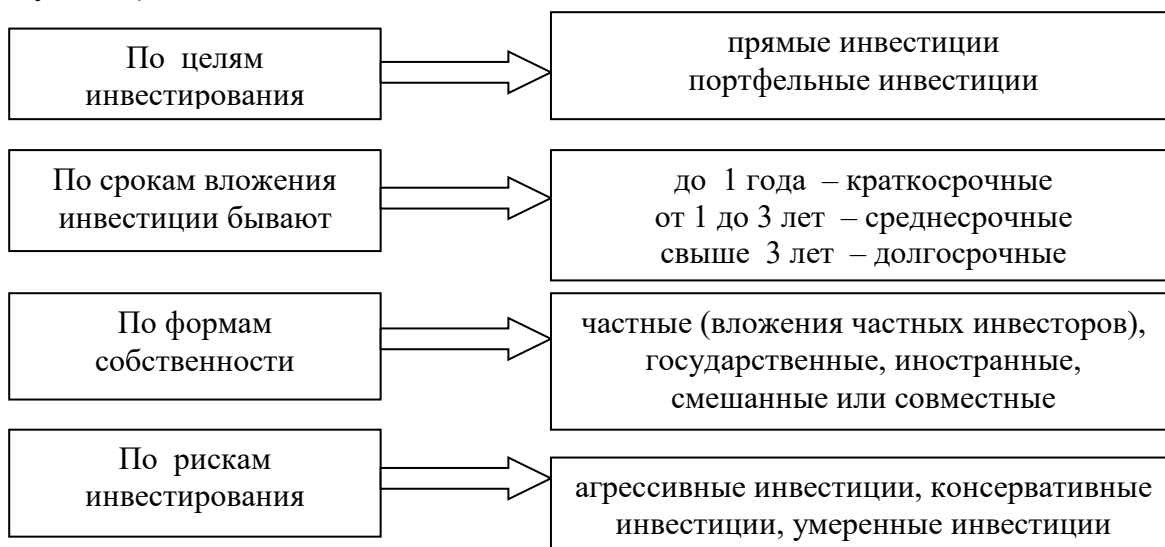 По целям
инвестирования
прямые инвестиции
портфельные инвестиции
По срокам вложения
инвестиции бывают
до 1 года – краткосрочные
от 1 до 3 лет – среднесрочные
свыше 3 лет – долгосрочные
По формам
собственности
частные (вложения частных инвесторов),
государственные, иностранные,
смешанные или совместные
По рискам
инвестирования
агрессивные инвестиции, консервативные
инвестиции, умеренные инвестиции